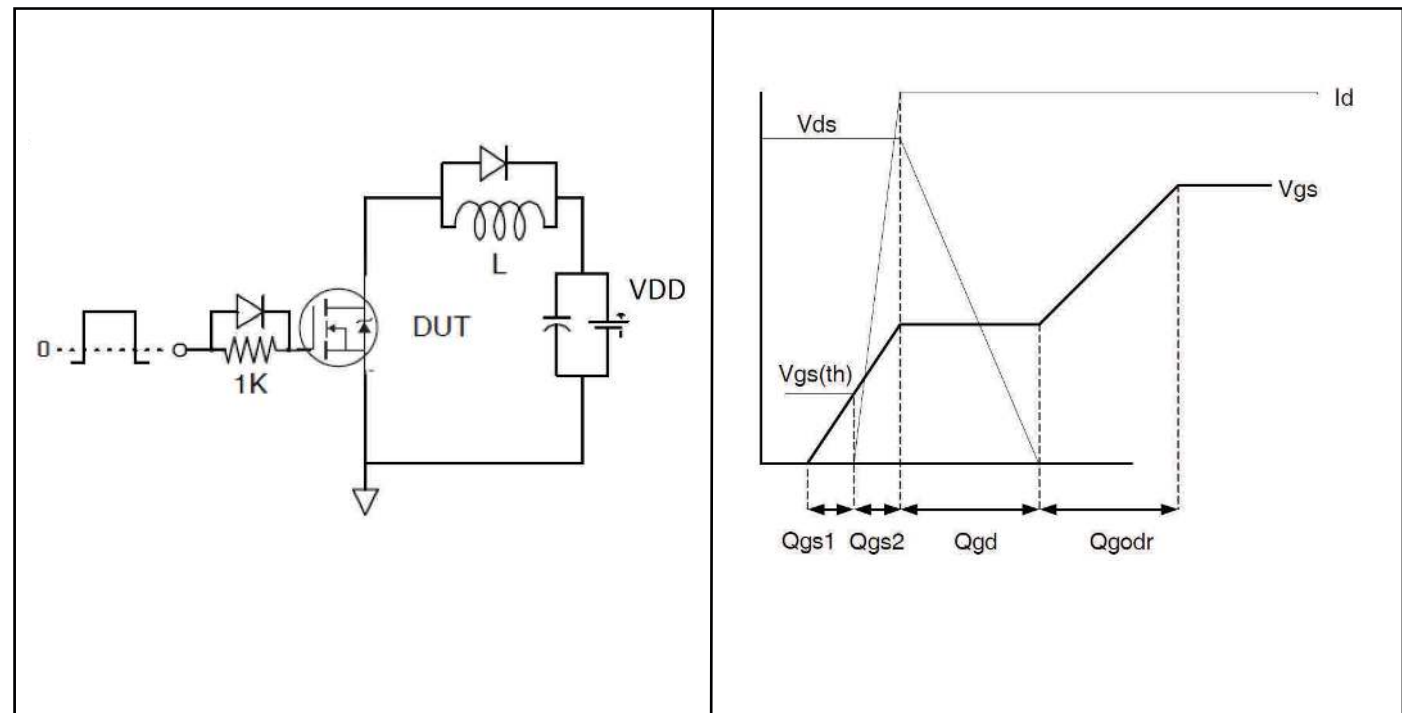 L
VDD
DUT
0
1K
Id
Vds
Vgs
Vgs(th)
Qgs1 Qgs2 Qgd Qgodr